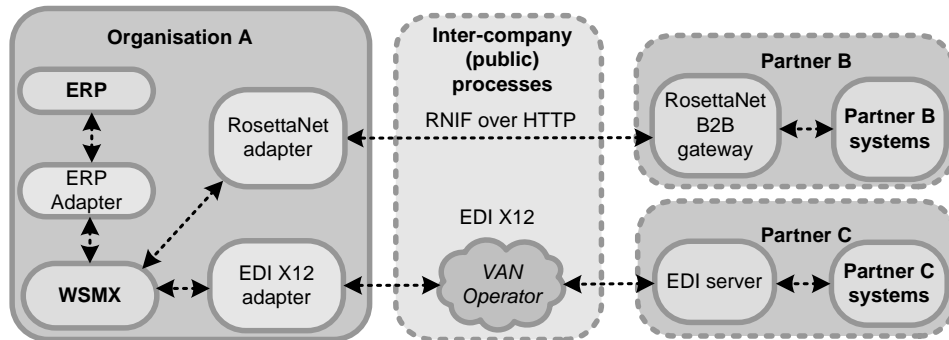 Organisation A
ERP
ERP
Adapter
WSMX
RosettaNet
adapter
EDI X12
adapter
Inter-company
(public)
processes
RNIF over HTTP
EDI X12
VAN
Operator
Partner B
RosettaNet
B2B
gateway
Partner B
systems
Partner C
EDI server
Partner C
systems